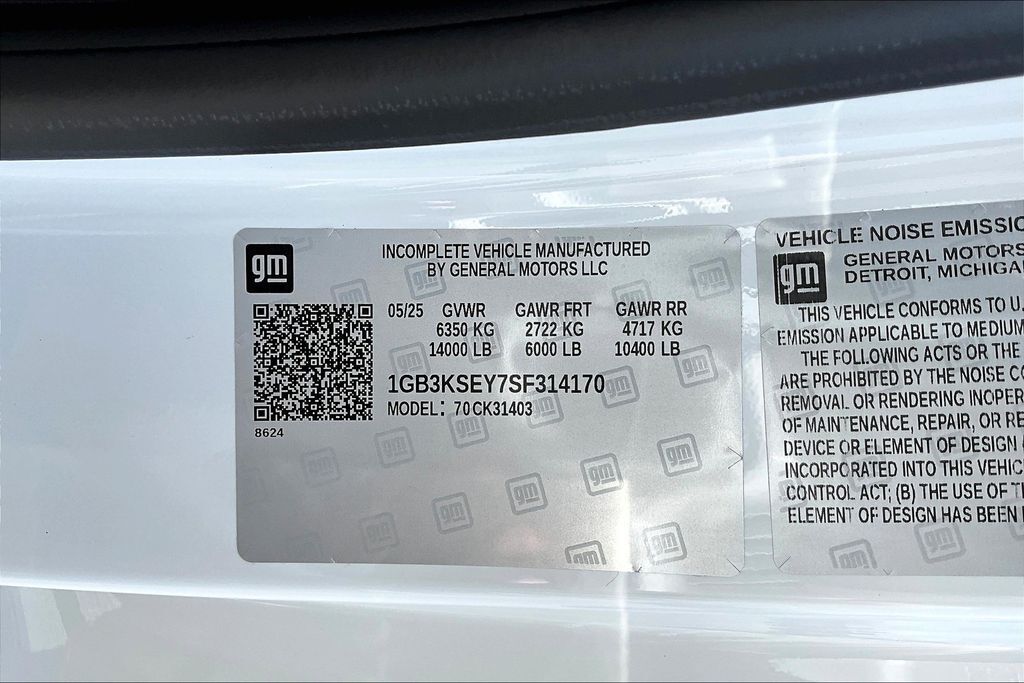 gm
INCOMPLETE VEHICLE MANUFACTURED
BY GENERAL MOTORS LLC
05/25 GVWR GAWR FRT GAWR RR
6350 KG 2722 KG 4717 KG
14000 LB 6000 LB 10400 LB
1GB3KSEY7SF314170
MODEL: 70CK31403
8624
VEHICLE NOISE EMISSIO
gm
GENERAL MOTORS
DETROIT, MICHIGA
THIS VEHICLE CONFORMS TO U.
EMISSION APPLICABLE TO MEDIUM
THE FOLLOWING ACTS OR THE
ARE PROHIBITED BY THE NOISE CO
REMOVAL OR RENDERING INOPER
OF MAINTENANCE, REPAIR, OR RE
DEVICE OR ELEMENT OF DESIGN
INCORPORATED INTO THIS VEHIC
CONTROL ACT; (B) THE USE OF T
ELEMENT OF DESIGN HAS BEEN